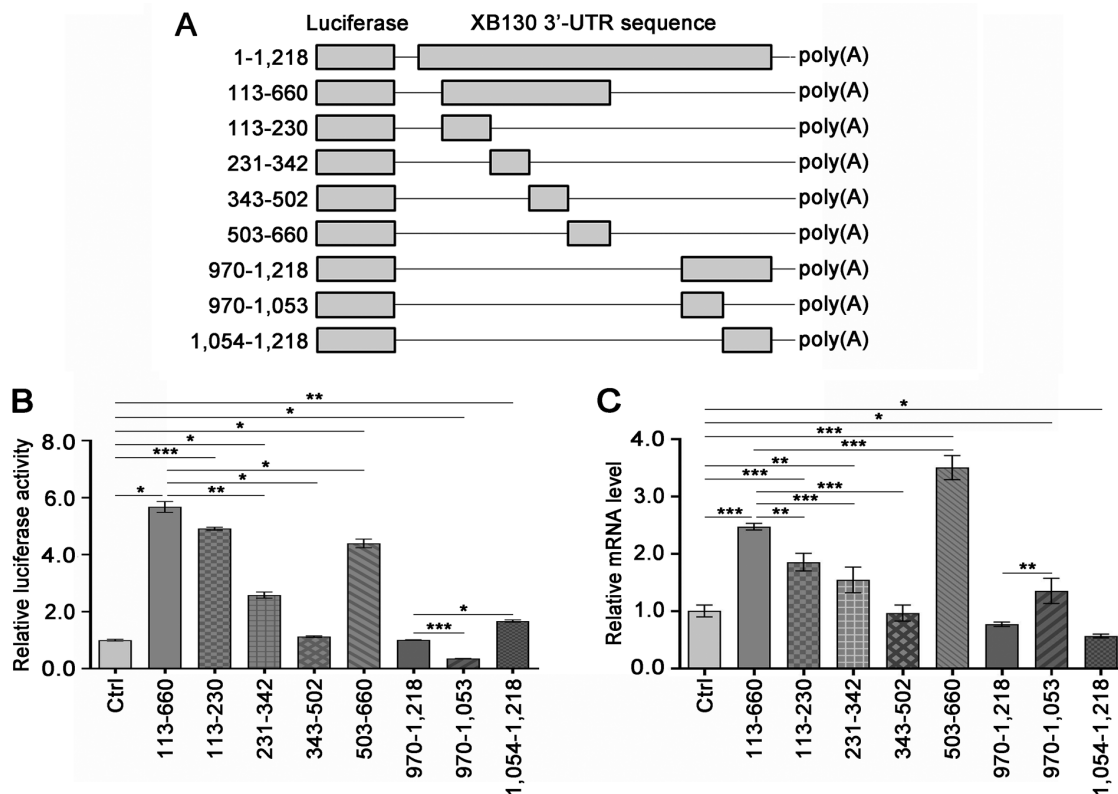 A
Luciferase XB130 3'-UTR sequence
1-1,218 poly(A)
113-660 poly(A)
113-230 poly(A)
231-342 poly(A)
343-502 poly(A)
503-660 poly(A)
970-1,218 poly(A)
970-1,053 poly(A)
1,054-1,218 poly(A)
B
Relative luciferase activity
8.0
6.0
4.0
2.0
0.0
**
*
*
*
***
*
*
* **
*
***
Ctrl
113-660
113-230
231-342
343-502
503-660
970-1,218
970-1,053
1,054-1,218
C
Relative mRNA level
4.0
3.0
2.0
1.0
0.0
*
*
***
***
**
***
***
***
*** **
**
Ctrl
113-660
113-230
231-342
343-502
503-660
970-1,218
970-1,053
1,054-1,218